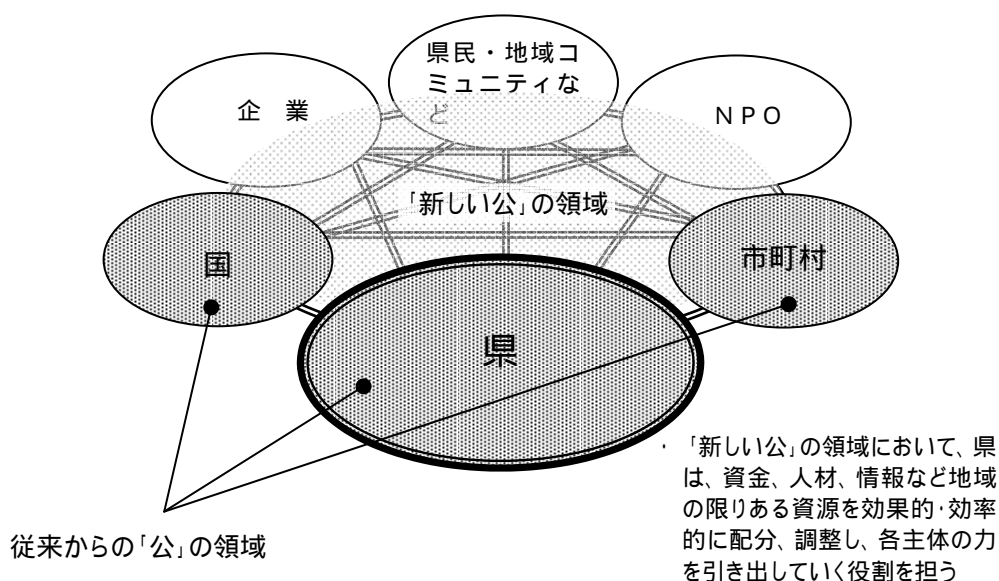 県民・地域コ
ミュニティな
ど
企　業
ＮＰＯ
「新しい公」の領域
国
市町村
県
・「新しい公」の領域において、県
は、資金、人材、情報など地域
の限りある資源を効果的・効率
的に配分、調整し、各主体の力
を引き出していく役割を担う
従来からの「公」の領域